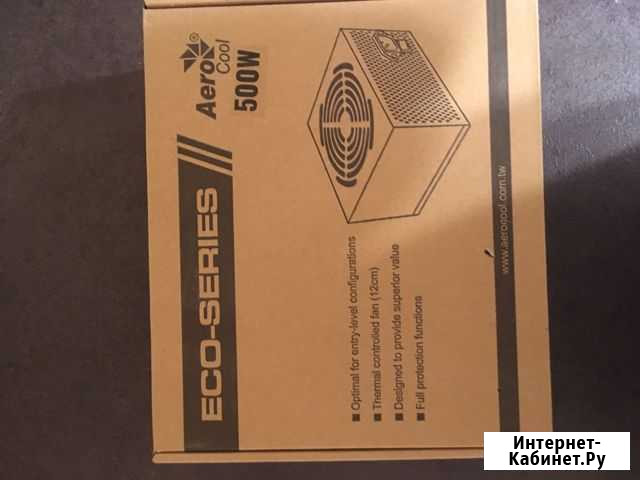 Aero
Cool
500W
ECO-SERIES
Optimal for entry-level configurations
Thermal controlled fan (12cm)
Designed to provide superior value
Full protection functions
www.aerocool.com.tw
Интернет-
Кабинет.Ру